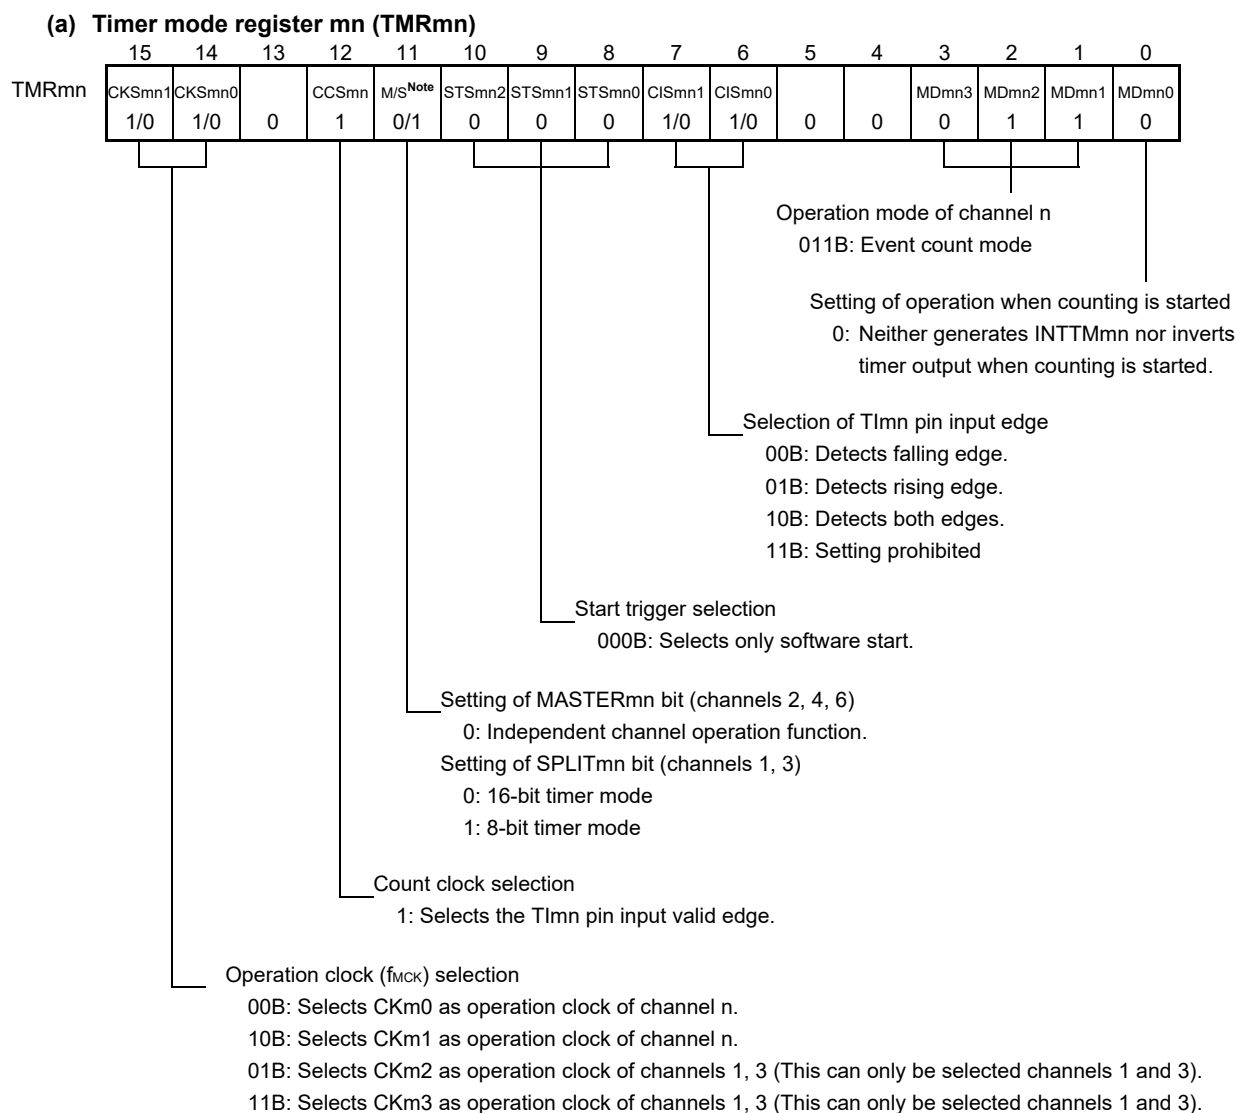 (a) Timer mode register mn (TMRmn)
15 14 13 12 11 10 9 8 7 6 5 4 3 2 1 0
TMRmn CKSmn1 CKSmn0 CCSmn M/S Note STSmn2 STSmn1 STSmn0 CISmn1 CISmn0 MDmn3 MDmn2 MDmn1 MDmn0
1/0 1/0 0 1 0/1 0 0 0 1/0 1/0 0 0 0 1 1 0
Operation mode of channel n
011B: Event count mode
Setting of operation when counting is started
0: Neither generates INTTMmn nor inverts
timer output when counting is started.
Selection of TImn pin input edge
00B: Detects falling edge.
01B: Detects rising edge.
10B: Detects both edges.
11B: Setting prohibited
Start trigger selection
000B: Selects only software start.
Setting of MASTERmn bit (channels 2, 4, 6)
0: Independent channel operation function.
Setting of SPLITmn bit (channels 1, 3)
0: 16-bit timer mode
1: 8-bit timer mode
Count clock selection
1: Selects the TImn pin input valid edge.
Operation clock (fMCK) selection
00B: Selects CKm0 as operation clock of channel n.
10B: Selects CKm1 as operation clock of channel n.
01B: Selects CKm2 as operation clock of channels 1, 3 (This can only be selected channels 1 and 3).
11B: Selects CKm3 as operation clock of channels 1, 3 (This can only be selected channels 1 and 3).